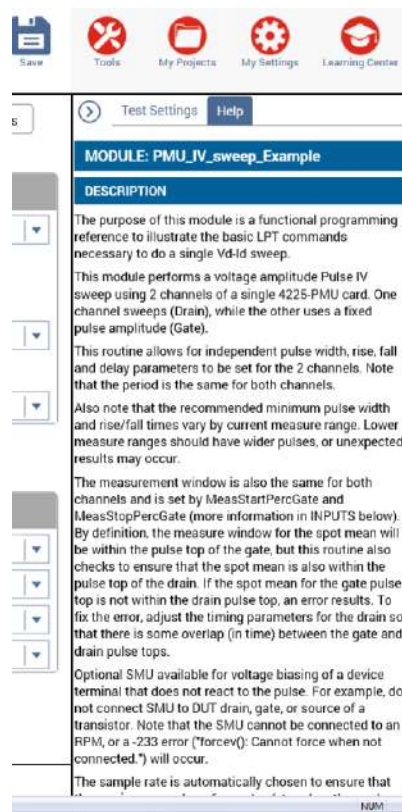 Save
Tools
My Projects
My Settings
Learning Center
s
Test Settings
Help
MODULE: PMU_IV_sweep_Example
DESCRIPTION
The purpose of this module is a functional programming
reference to illustrate the basic LPT commands
necessary to do a single Vd-Id sweep.
This module performs a voltage amplitude Pulse IV
sweep using 2 channels of a single 4225-PMU card. One
channel sweeps (Drain), while the other uses a fixed
pulse amplitude (Gate).
This routine allows for independent pulse width, rise, fall
and delay parameters to be set for the 2 channels. Note
that the period is the same for both channels.
Also note that the recommended minimum pulse width
and rise/fall times vary by current measure range. Lower
measure ranges should have wider pulses, or unexpected
results may occur.
The measurement window is also the same for both
channels and is set by MeasStartPercGate and
MeasStopPercGate (more information in INPUTS below).
By definition, the measure window for the spot mean will
be within the pulse top of the gate, but this routine also
checks to ensure that the spot mean is also within the
pulse top of the drain. If the spot mean for the gate pulse
top is not within the drain pulse top, an error results. To
fix the error, adjust the timing parameters for the drain so
that there is some overlap (in time) between the gate and
drain pulse tops.
Optional SMU available for voltage biasing of a device
terminal that does not react to the pulse. For example, do
not connect SMU to DUT drain, gate, or source of a
transistor. Note that the SMU cannot be connected to an
RPM, or a -233 error ("forcev(): Cannot force when not
connected.") will occur.
The sample rate is automatically chosen to ensure that
NUM